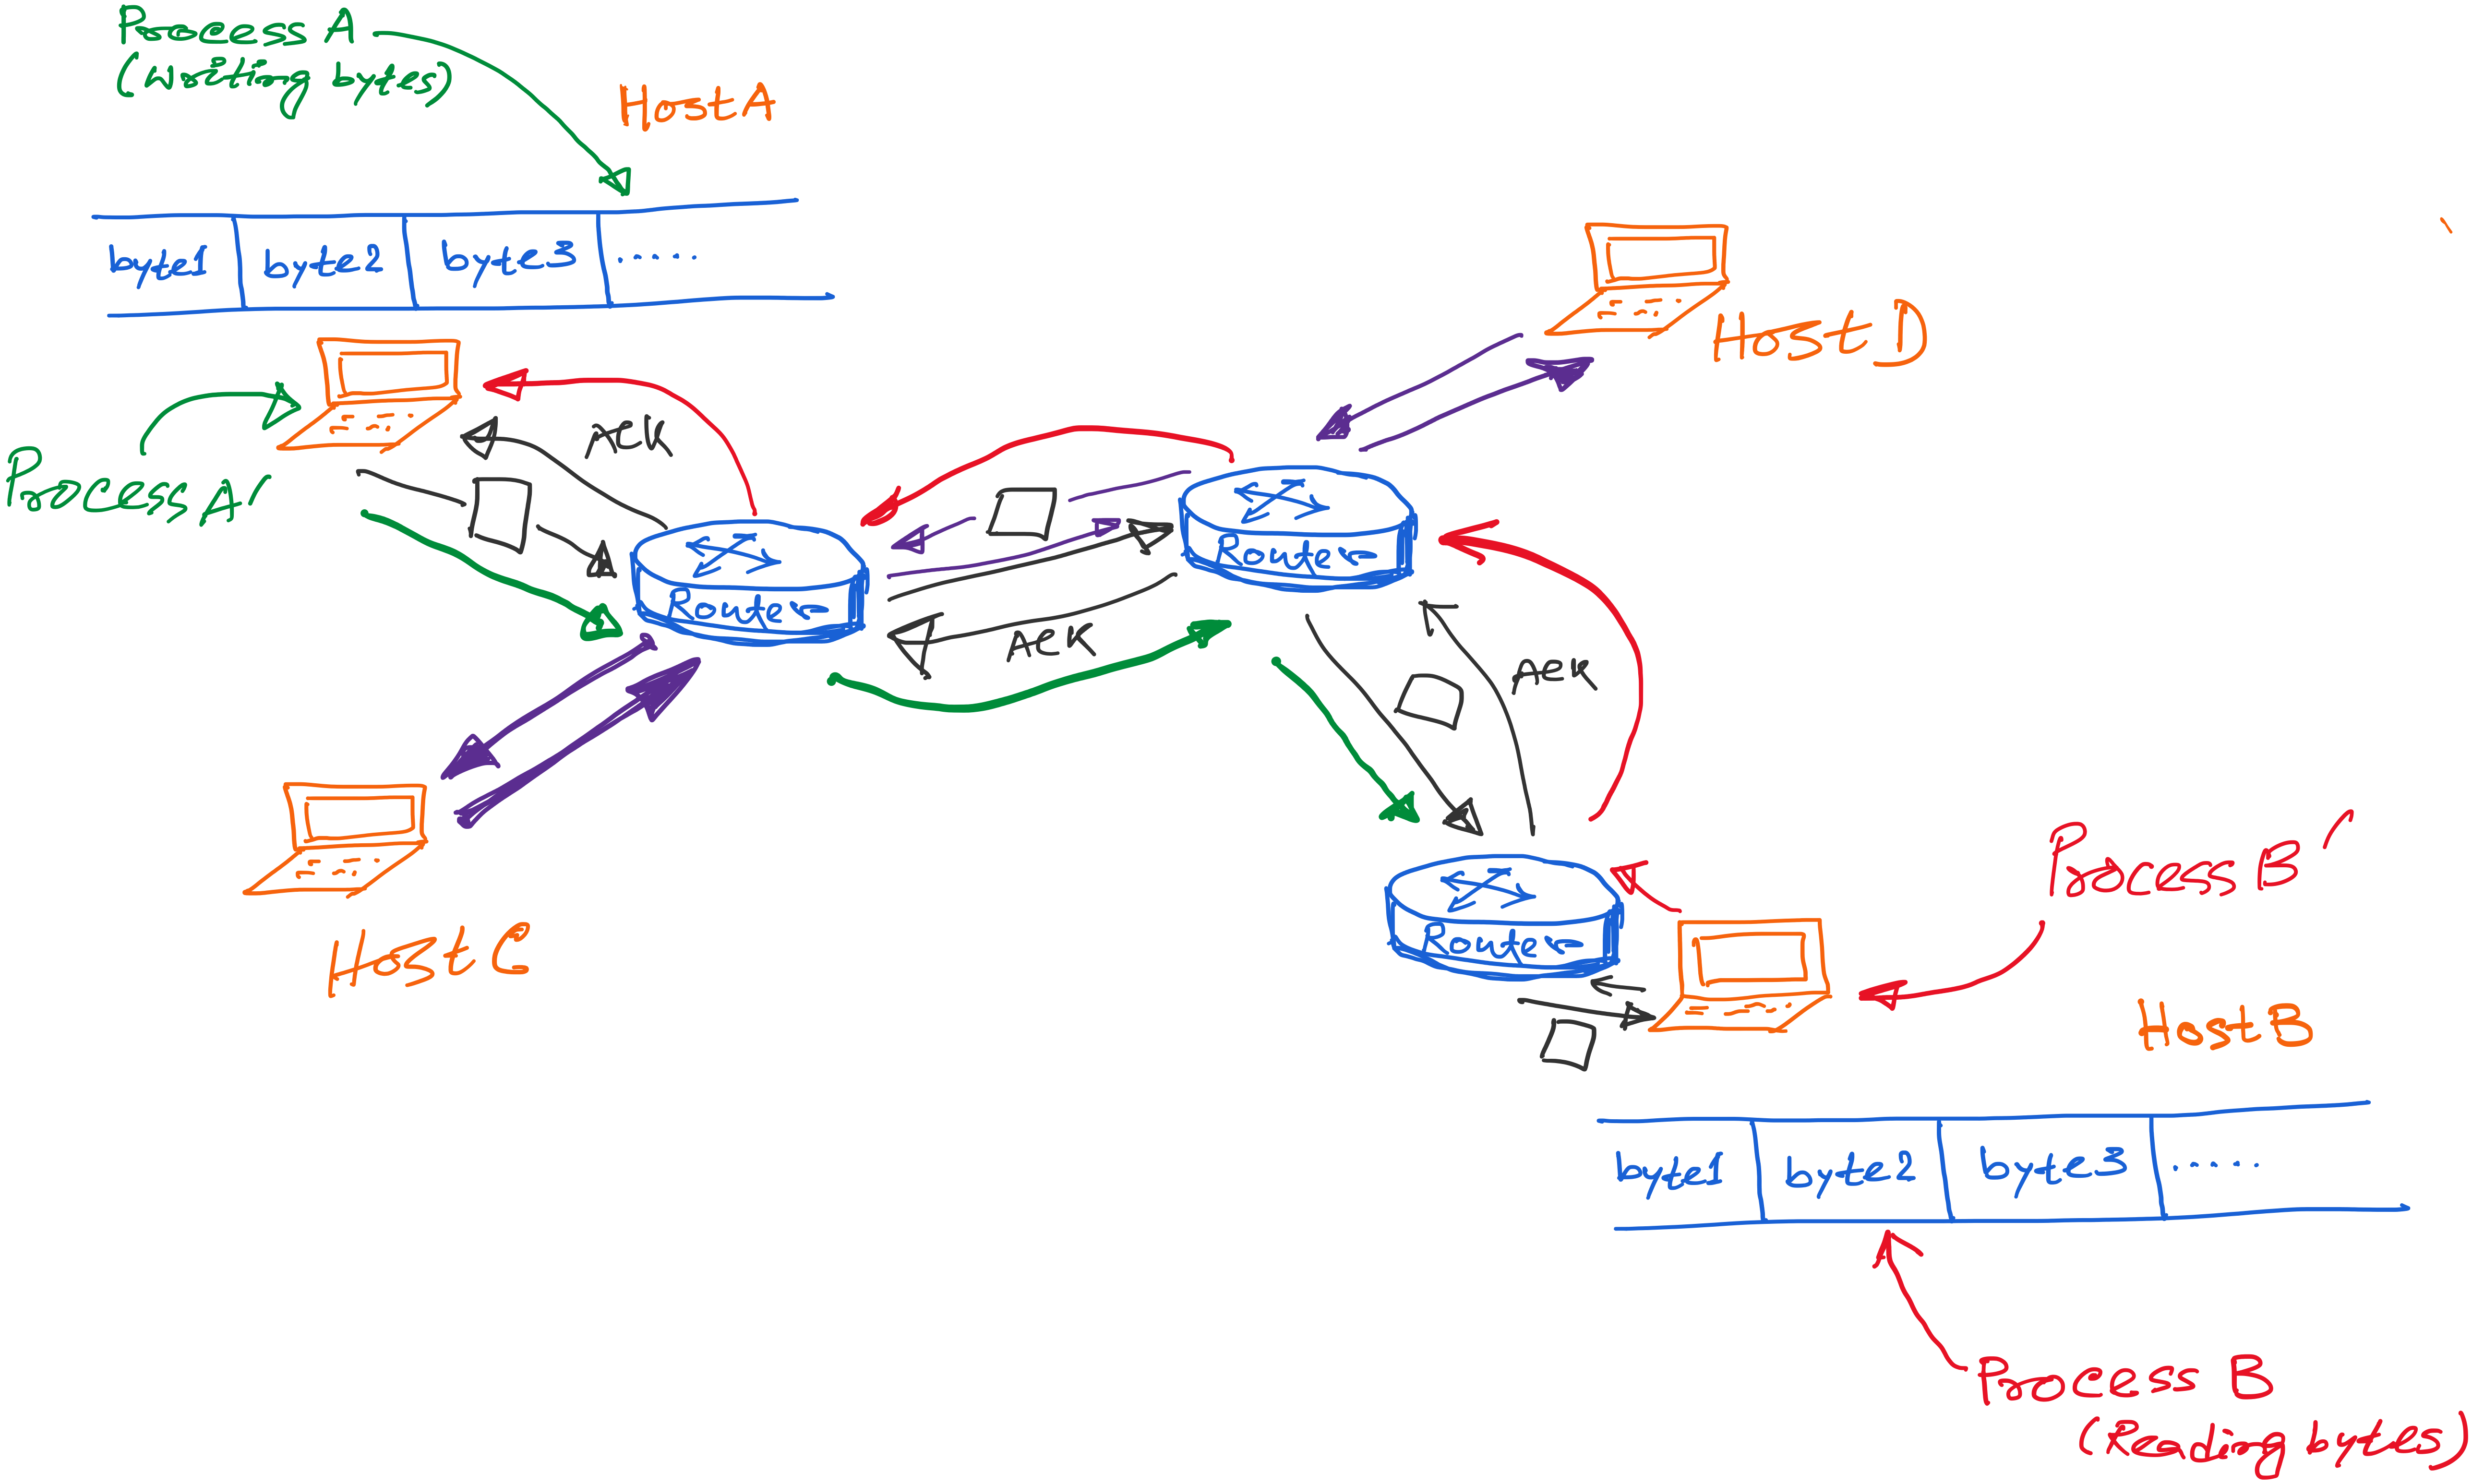 Process A
(Writing bytes)
Host A
byte1 byte2 byte3 .....
Host D
ACK
Process A'
Router
Router
ACK
ACK
Process B'
Router
Host C
Host B
byte1 byte2 byte3 .....
Process B
(Reading bytes)